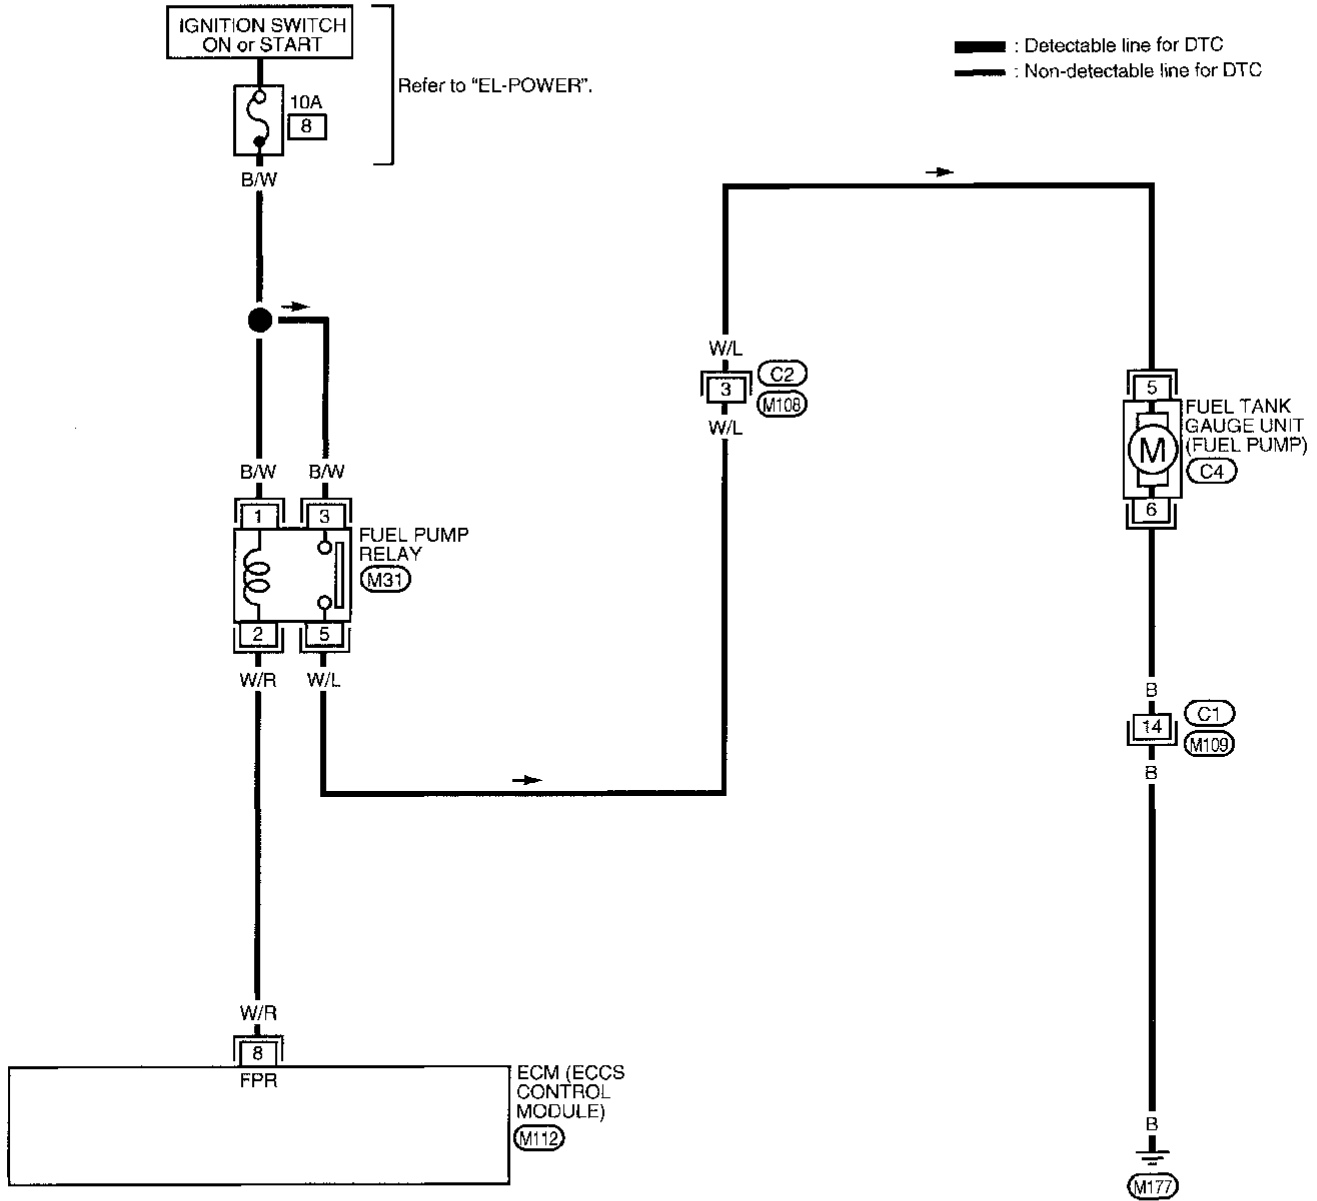 IGNITION SWITCH
ON or START
10A
8
Refer to "EL-POWER".
: Detectable line for DTC
: Non-detectable line for DTC
B/W
B/W
B/W
1
3
FUEL PUMP
RELAY
M31
2
5
W/R
W/L
W/L
3
C2
M108
W/L
5
FUEL TANK
GAUGE UNIT
(FUEL PUMP)
C4
M
6
B
14
C1
M109
B
W/R
8
FPR
ECM (ECCS
CONTROL
MODULE)
M112
B
M177